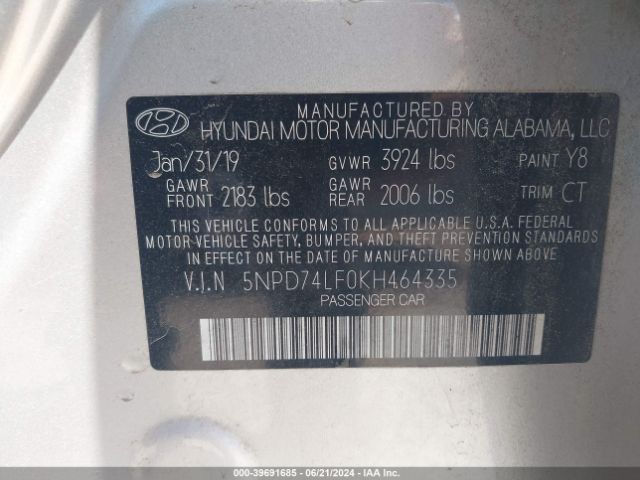 MANUFACTURED BY
HYUNDAI MOTOR MANUFACTURING ALABAMA, LLC
Jan/31/19 GVWR 3924 lbs PAINT Y8
GAWR FRONT 2183 lbs GAWR REAR 2006 lbs TRIM CT
THIS VEHICLE CONFORMS TO ALL APPLICABLE U.S.A. FEDERAL
MOTOR VEHICLE SAFETY, BUMPER, AND THEFT PREVENTION STANDARDS
IN EFFECT ON THE DATE OF MANUFACTURE SHOWN ABOVE
V.I.N 5NPD74LF0KH464335
PASSENGER CAR
000-39691685 - 06/21/2024 - IAA Inc.